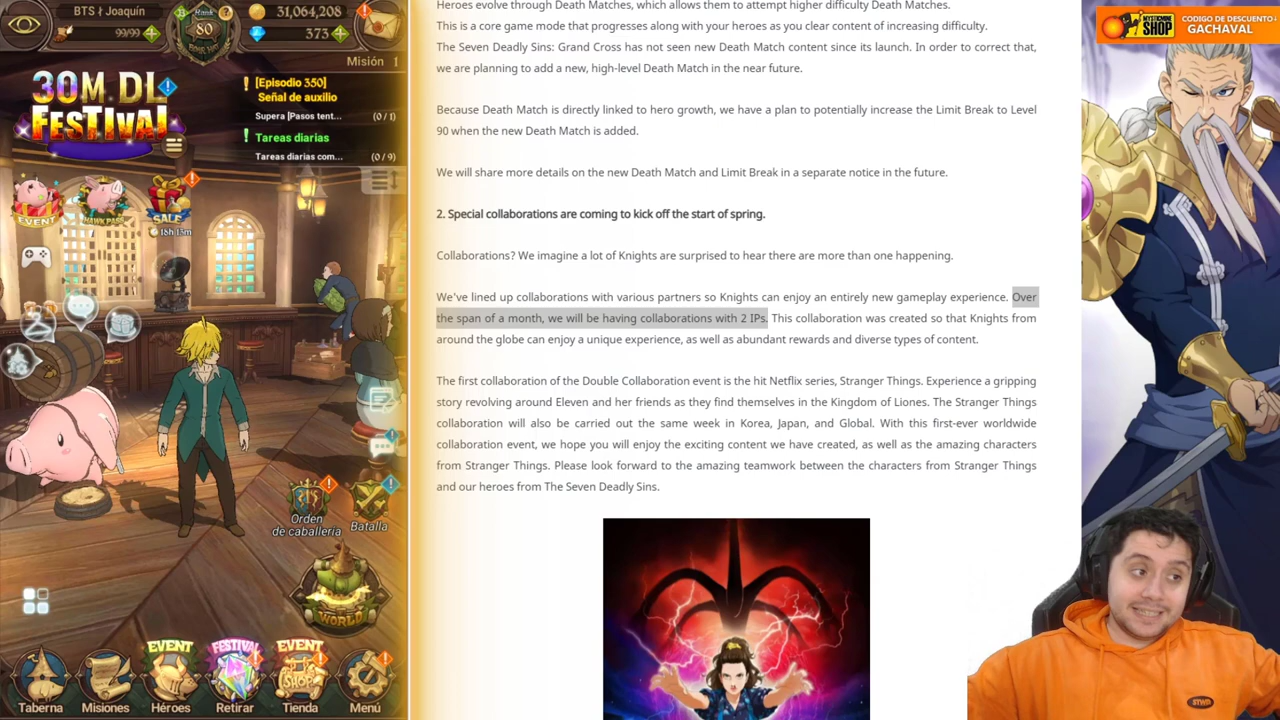 BTS ł Joaquín
99/99
Rank
80
31,064,208
373
Misión 1
30M DL
FESTIVAL
[Episodio 350]
Señal de auxilio
Supera [Pasos tent... (0/1)
Tareas diarias
Tareas diarias com... (0/9)
EVENT
HAWK PASS
SALE
18h 13m
Orden
de caballería
Batalla
WORLD
EVENT
FESTIVAL
EVENT
SHOP
Taberna
Misiones
Héroes
Retirar
Tienda
Menú
Heroes evolve through Death Matches, which allows them to attempt higher difficulty Death Matches.
This is a core game mode that progresses along with your heroes as you clear content of increasing difficulty.
The Seven Deadly Sins: Grand Cross has not seen new Death Match content since its launch. In order to correct that,
we are planning to add a new, high-level Death Match in the near future.
Because Death Match is directly linked to hero growth, we have a plan to potentially increase the Limit Break to Level
90 when the new Death Match is added.
We will share more details on the new Death Match and Limit Break in a separate notice in the future.
2. Special collaborations are coming to kick off the start of spring.
Collaborations? We imagine a lot of Knights are surprised to hear there are more than one happening.
We've lined up collaborations with various partners so Knights can enjoy an entirely new gameplay experience. Over
the span of a month, we will be having collaborations with 2 IPs. This collaboration was created so that Knights from
around the globe can enjoy a unique experience, as well as abundant rewards and diverse types of content.
The first collaboration of the Double Collaboration event is the hit Netflix series, Stranger Things. Experience a gripping
story revolving around Eleven and her friends as they find themselves in the Kingdom of Liones. The Stranger Things
collaboration will also be carried out the same week in Korea, Japan, and Global. With this first-ever worldwide
collaboration event, we hope you will enjoy the exciting content we have created, as well as the amazing characters
from Stranger Things. Please look forward to the amazing teamwork between the characters from Stranger Things
and our heroes from The Seven Deadly Sins.
SHOP
CODIGO DE DESCUENTO
GACHAVAL